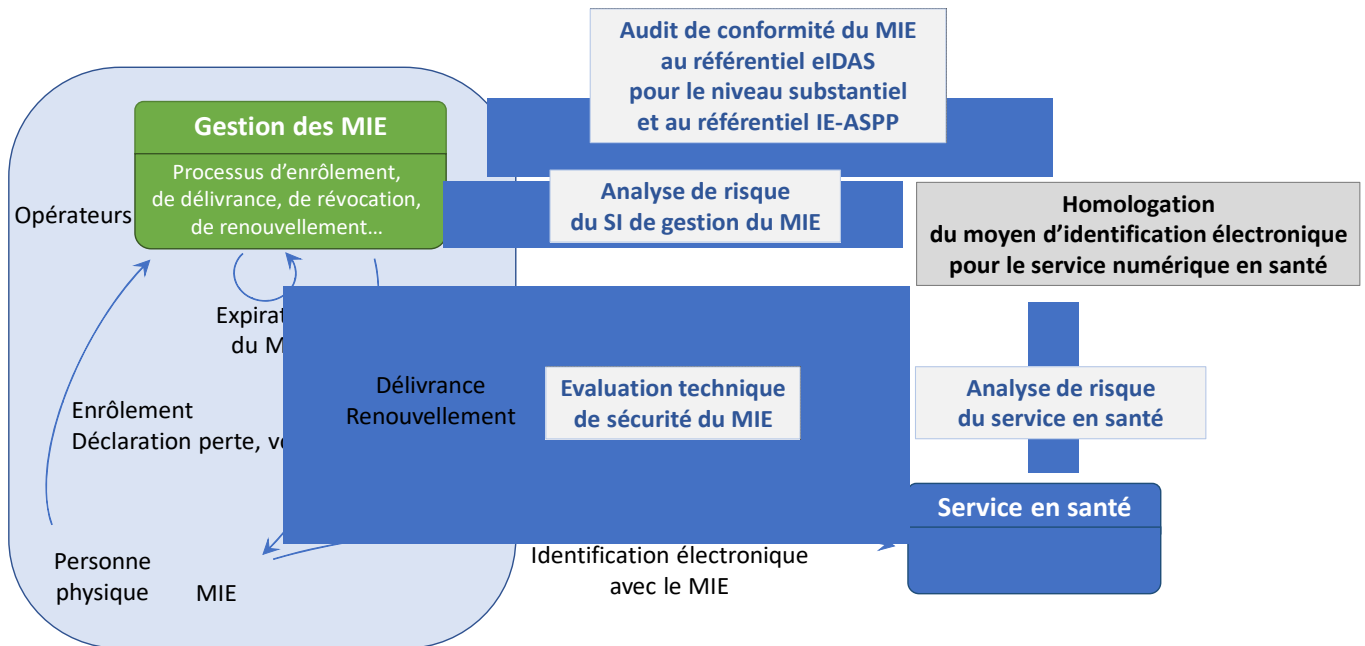 Audit de conformité du MIE
au référentiel eIDAS
pour le niveau substantiel
et au référentiel IE-ASPP
Gestion des MIE
Processus d'enrôlement,
de délivrance, de révocation,
de renouvellement…
Opérateurs
Analyse de risque
du SI de gestion du MIE
Homologation
du moyen d'identification électronique
pour le service numérique en santé
du
Délivrance
Renouvellement
Evaluation technique
de sécurité du MIE
Analyse de risque
du service en santé
Enrôlement
Déclaration perte,
Service en santé
Identification électronique
avec le MIE
Personne
physique
MIE